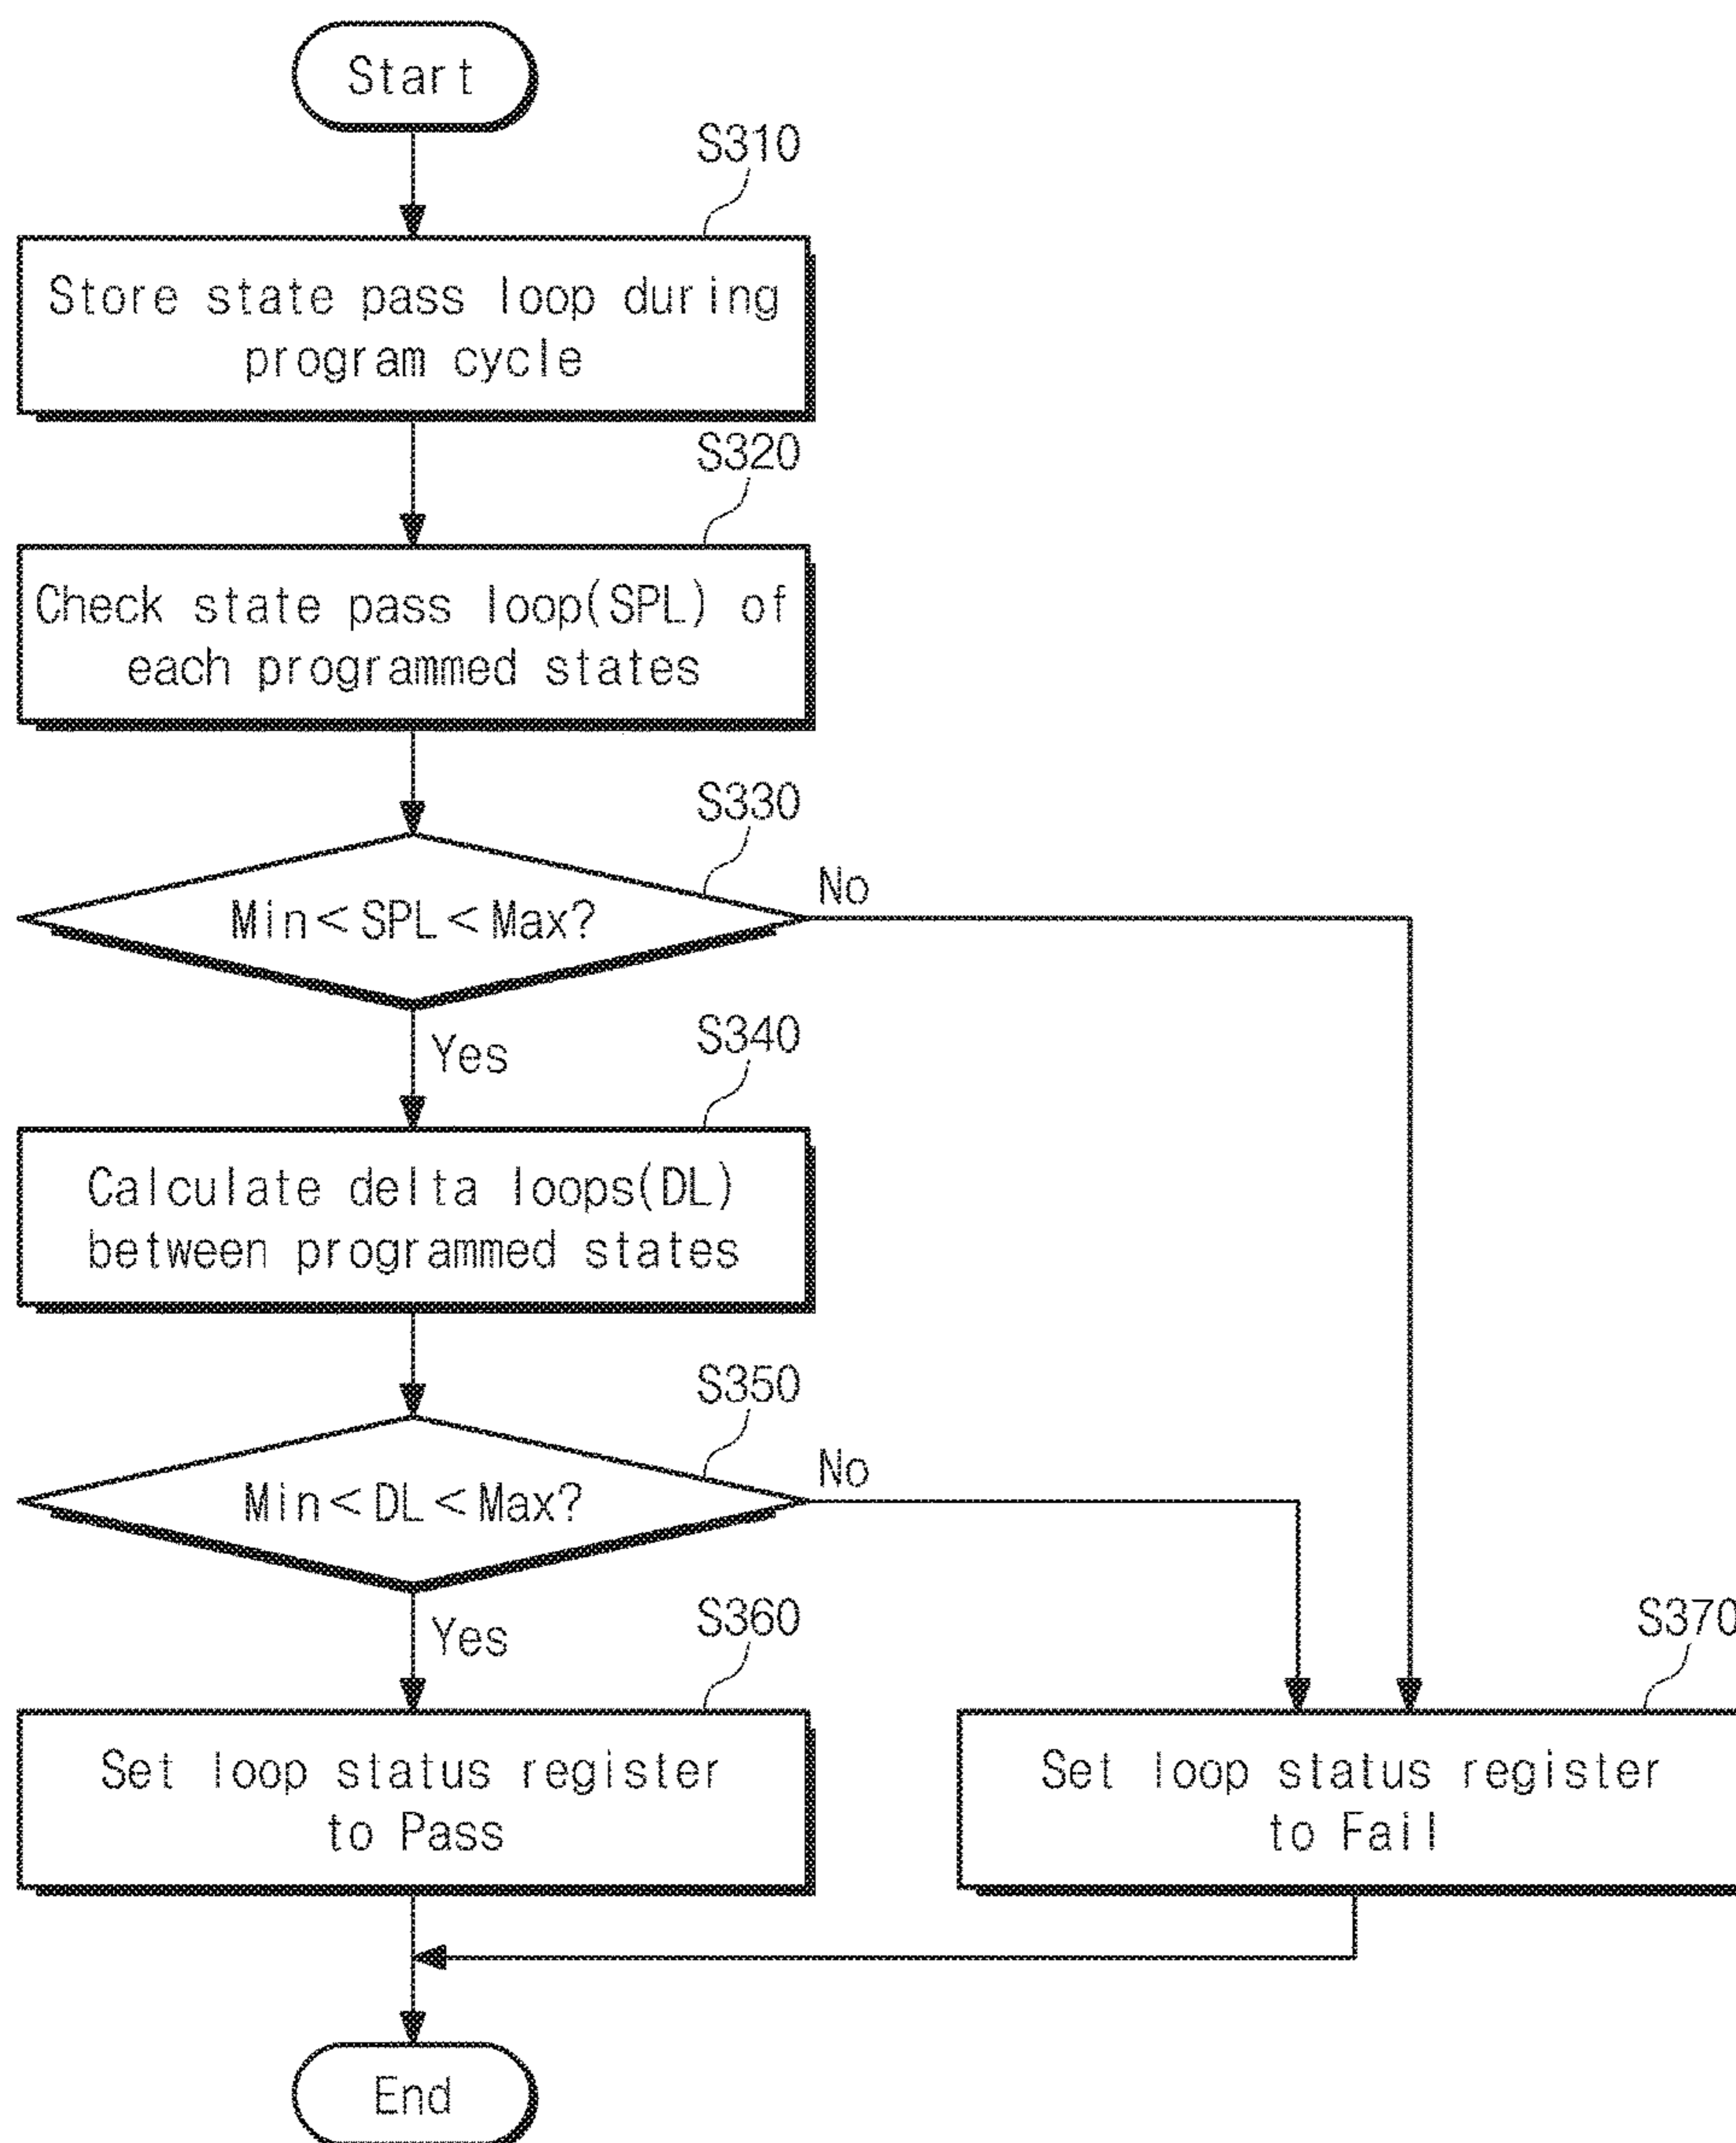 Start
S310
Store state pass loop during
program cycle
S320
Check state pass loop(SPL) of
each programmed states
S330
Min<SPL<Max?
No
Yes
S340
Calculate delta loops(DL)
between programmed states
S350
Min<DL<Max?
No
Yes
S360
S370
Set loop status register
to Pass
Set loop status register
to Fail
End